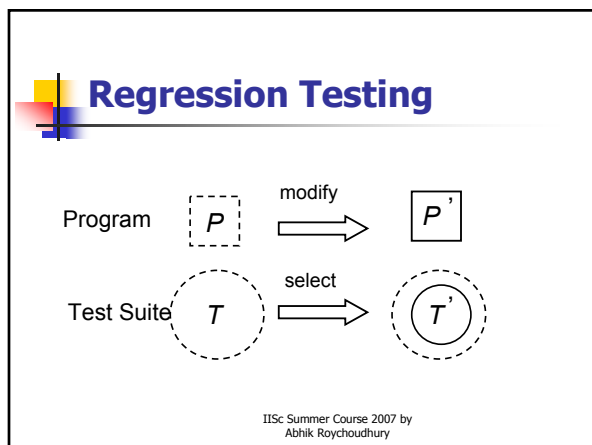 Regression Testing
modify
Program P P'
select
Test Suite T T'
IISc Summer Course 2007 by
Abhik Roychoudhury